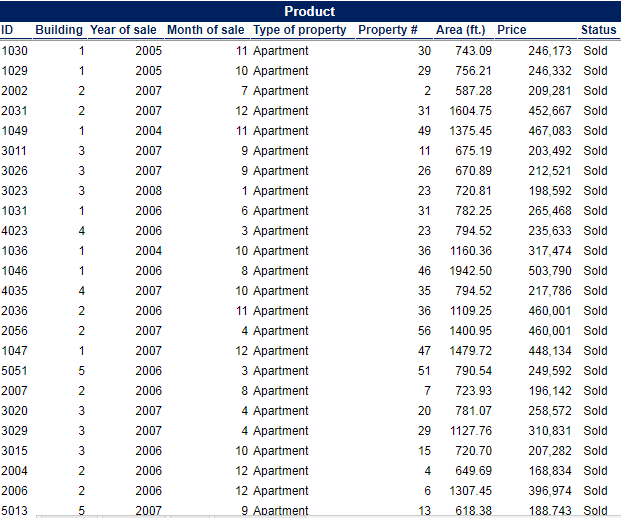 Product
ID Building Year of sale Month of sale Type of property Property # Area (ft.) Price Status
1030 1 2005 11 Apartment 30 743.09 246,173 Sold
1029 1 2005 10 Apartment 29 756.21 246,332 Sold
2002 2 2007 7 Apartment 2 587.28 209,281 Sold
2031 2 2007 12 Apartment 31 1604.75 452,667 Sold
1049 1 2004 11 Apartment 49 1375.45 467,083 Sold
3011 3 2007 9 Apartment 11 675.19 203,492 Sold
3026 3 2007 9 Apartment 26 670.89 212,521 Sold
3023 3 2008 1 Apartment 23 720.81 198,592 Sold
1031 1 2006 6 Apartment 31 782.25 265,468 Sold
4023 4 2006 3 Apartment 23 794.52 235,633 Sold
1036 1 2004 10 Apartment 36 1160.36 317,474 Sold
1046 1 2006 8 Apartment 46 1942.50 503,790 Sold
4035 4 2007 10 Apartment 35 794.52 217,786 Sold
2036 2 2006 11 Apartment 36 1109.25 460,001 Sold
2056 2 2007 4 Apartment 56 1400.95 460,001 Sold
1047 1 2007 12 Apartment 47 1479.72 448,134 Sold
5051 5 2006 3 Apartment 51 790.54 249,592 Sold
2007 2 2006 8 Apartment 7 723.93 196,142 Sold
3020 3 2007 4 Apartment 20 781.07 258,572 Sold
3029 3 2007 4 Apartment 29 1127.76 310,831 Sold
3015 3 2006 10 Apartment 15 720.70 207,282 Sold
2004 2 2006 12 Apartment 4 649.69 168,834 Sold
2006 2 2006 12 Apartment 6 1307.45 396,974 Sold
5013 5 2007 9 Apartment 13 618.38 188,743 Sold